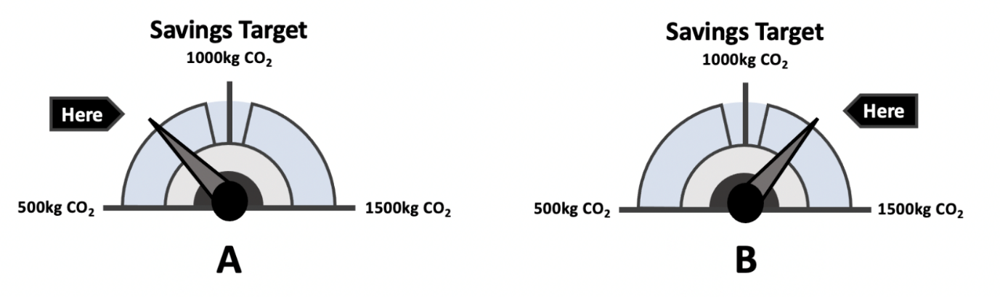 Savings Target
1000kg CO₂
Here
500kg CO₂
1500kg CO₂
A
Savings Target
1000kg CO₂
Here
500kg CO₂
1500kg CO₂
B